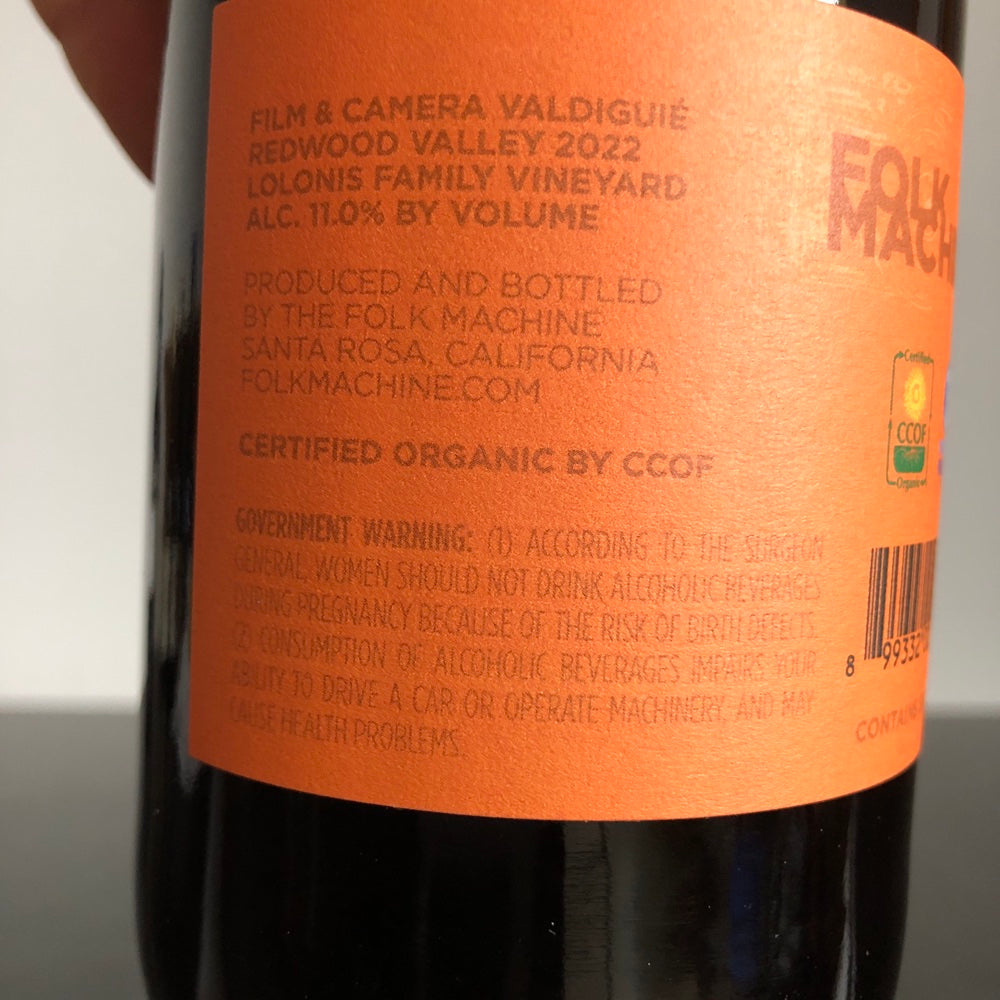 FILM & CAMERA VALDIGUIÉ
REDWOOD VALLEY 2022
LOLONIS FAMILY VINEYARD
ALC. 11.0% BY VOLUME
PRODUCED AND BOTTLED
BY THE FOLK MACHINE
SANTA ROSA, CALIFORNIA
FOLKMACHINE.COM
CERTIFIED ORGANIC BY CCOF
GOVERNMENT WARNING: (1) ACCORDING TO THE SURGEON
GENERAL, WOMEN SHOULD NOT DRINK ALCOHOLIC BEVERAGES
DURING PREGNANCY BECAUSE OF THE RISK OF BIRTH DEFECTS.
(2) CONSUMPTION OF ALCOHOLIC BEVERAGES IMPAIRS YOUR
ABILITY TO DRIVE A CAR OR OPERATE MACHINERY, AND MAY
CAUSE HEALTH PROBLEMS.
FOLK
MACHI
Certified
CCOF
Organic
8 99332